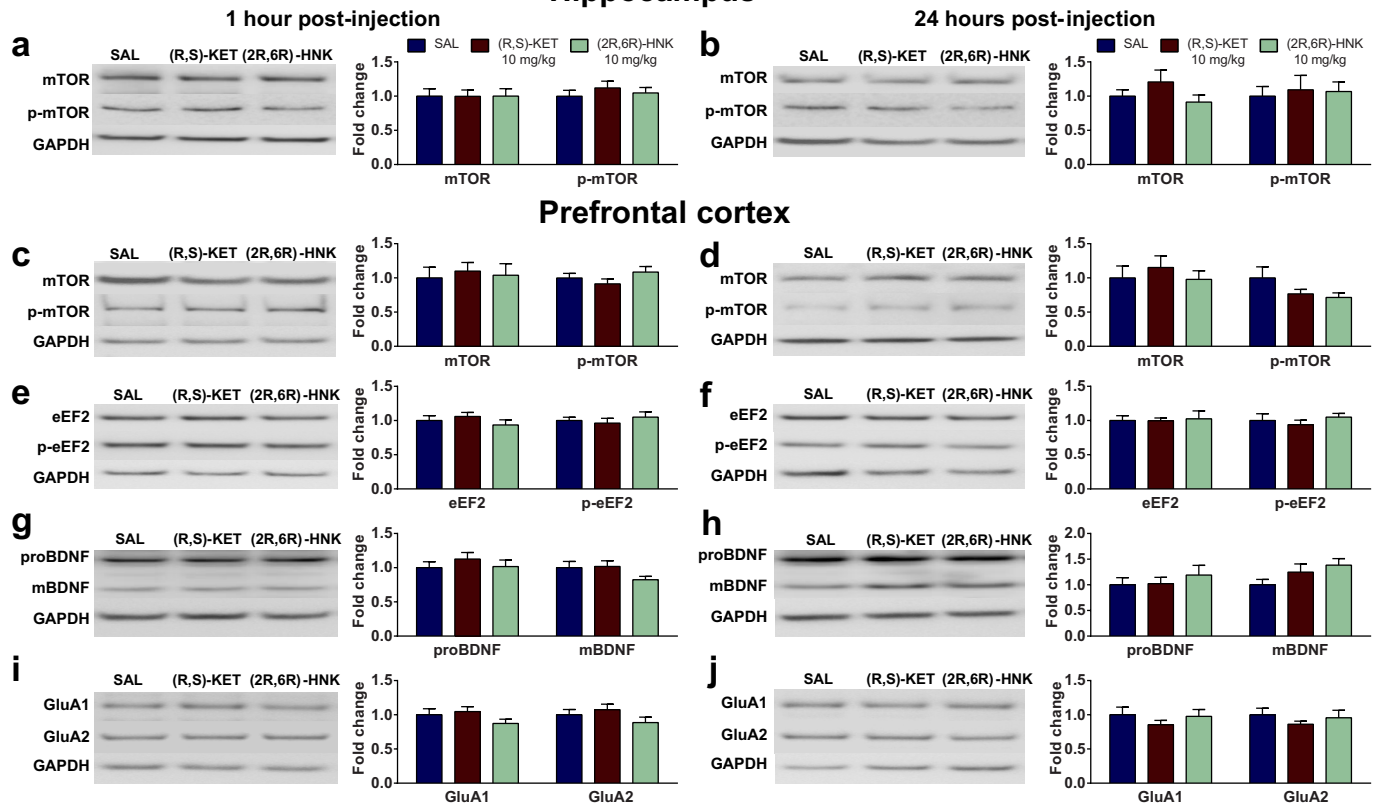 Hippocampus
1 hour post-injection
24 hours post-injection
a
SAL (R,S)-KET (2R,6R)-HNK
mTOR
p-mTOR
GAPDH
SAL (R,S)-KET (2R,6R)-HNK
10 mg/kg 10 mg/kg
Fold change
1.5
1.0
0.5
0.0
mTOR p-mTOR
b
SAL (R,S)-KET (2R,6R)-HNK
mTOR
p-mTOR
GAPDH
SAL (R,S)-KET (2R,6R)-HNK
10 mg/kg 10 mg/kg
Fold change
1.5
1.0
0.5
0.0
mTOR p-mTOR
Prefrontal cortex
c
SAL (R,S)-KET (2R,6R)-HNK
mTOR
p-mTOR
GAPDH
Fold change
1.5
1.0
0.5
0.0
mTOR p-mTOR
d
SAL (R,S)-KET (2R,6R)-HNK
mTOR
p-mTOR
GAPDH
Fold change
1.5
1.0
0.5
0.0
mTOR p-mTOR
e
SAL (R,S)-KET (2R,6R)-HNK
eEF2
p-eEF2
GAPDH
Fold change
1.5
1.0
0.5
0.0
eEF2 p-eEF2
f
SAL (R,S)-KET (2R,6R)-HNK
eEF2
p-eEF2
GAPDH
Fold change
1.5
1.0
0.5
0.0
eEF2 p-eEF2
g
SAL (R,S)-KET (2R,6R)-HNK
proBDNF
mBDNF
GAPDH
Fold change
1.5
1.0
0.5
0.0
proBDNF mBDNF
h
SAL (R,S)-KET (2R,6R)-HNK
proBDNF
mBDNF
GAPDH
Fold change
2.0
1.5
1.0
0.5
0.0
proBDNF mBDNF
i
SAL (R,S)-KET (2R,6R)-HNK
GluA1
GluA2
GAPDH
Fold change
1.5
1.0
0.5
0.0
GluA1 GluA2
j
SAL (R,S)-KET (2R,6R)-HNK
GluA1
GluA2
GAPDH
Fold change
1.5
1.0
0.5
0.0
GluA1 GluA2